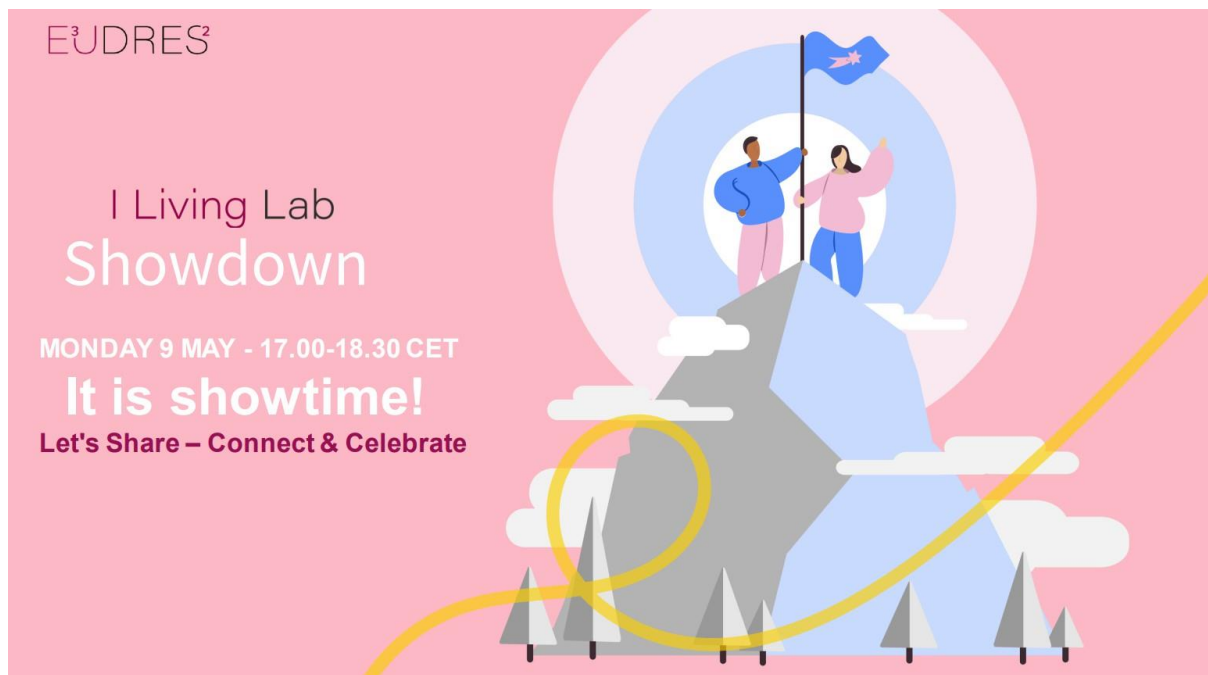 E³UDRES²
I Living Lab
Showdown
MONDAY 9 MAY - 17.00-18.30 CET
It is showtime!
Let's Share – Connect & Celebrate